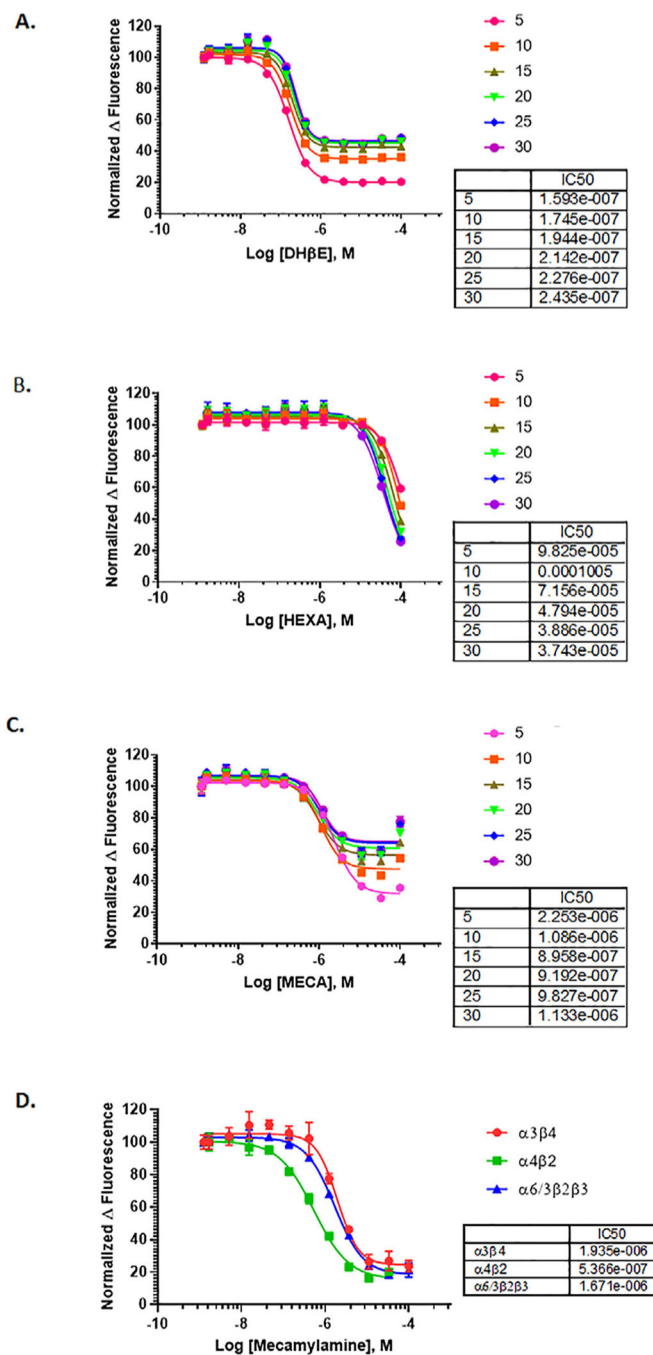 A.
Normalized Δ Fluorescence
120
100
80
60
40
20
0
-10
-8
-6
-4
-2
Log [DHβE], M
5
10
15
20
25
30
IC50
5 1.593e-007
10 1.745e-007
15 1.944e-007
20 2.142e-007
25 2.276e-007
30 2.435e-007
B.
Normalized Δ Fluorescence
120
100
80
60
40
20
0
-10
-8
-6
-4
-2
Log [HEXA], M
5
10
15
20
25
30
IC50
5 9.825e-005
10 0.0001005
15 7.156e-005
20 4.794e-005
25 3.886e-005
30 3.743e-005
C.
Normalized Δ Fluorescence
120
100
80
60
40
20
0
-10
-8
-6
-4
-2
Log [MECA], M
5
10
15
20
25
30
IC50
5 2.253e-006
10 1.086e-006
15 8.958e-007
20 9.192e-007
25 9.827e-007
30 1.133e-006
D.
Normalized Δ Fluorescence
120
100
80
60
40
20
0
-10
-8
-6
-4
-2
Log [Mecamylamine], M
α3β4
α4β2
α6/3β2β3
IC50
α3β4 1.935e-006
α4β2 5.366e-007
α6/3β2β3 1.671e-006